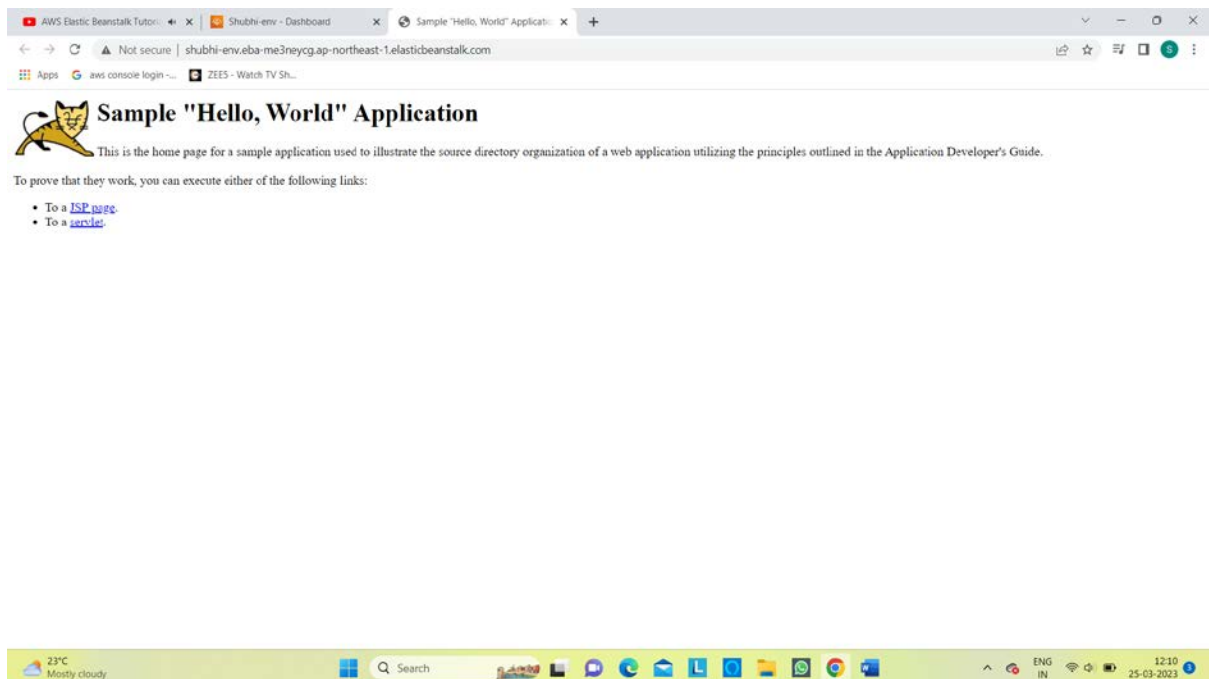 AWS Elastic Beanstalk Tutori
Shubhi-env - Dashboard
Sample "Hello, World" Applicatio
Not secure | shubhi-env.eba-me3neycg.ap-northeast-1.elasticbeanstalk.com
S
Apps
G aws console login -...
ZEE5 - Watch TV Sh...
Sample "Hello, World" Application
This is the home page for a sample application used to illustrate the source directory organization of a web application utilizing the principles outlined in the Application Developer's Guide.
To prove that they work, you can execute either of the following links:
• To a JSP page.
• To a servlet.
23°C
Mostly cloudy
Search
L
ENG
IN
12:10
25-03-2023